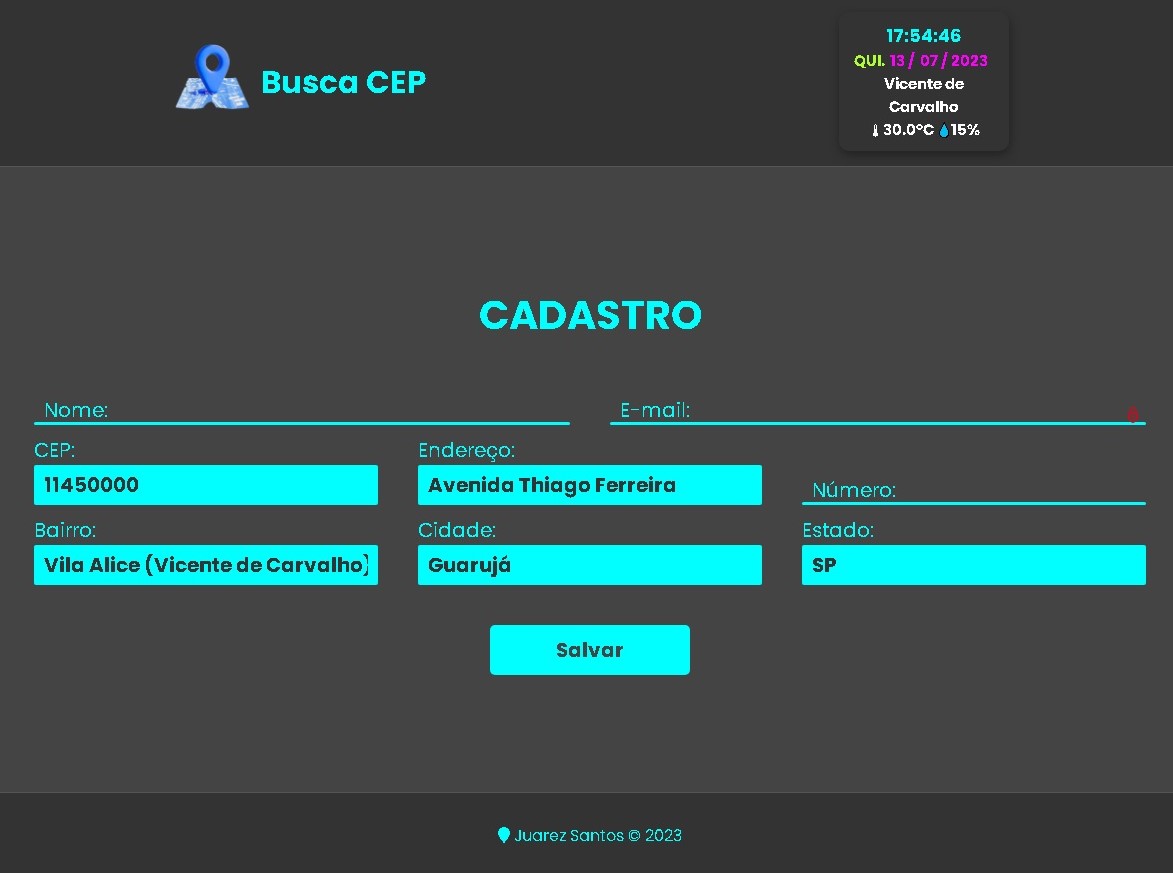 Busca CEP
17:54:46
QUI. 13 / 07 / 2023
Vicente de
Carvalho
30.0°C 15%
CADASTRO
Nome:
E-mail:
CEP:
Endereço:
11450000
Avenida Thiago Ferreira
Número:
Bairro:
Cidade:
Estado:
Vila Alice (Vicente de Carvalho)
Guarujá
SP
Salvar
Juarez Santos © 2023